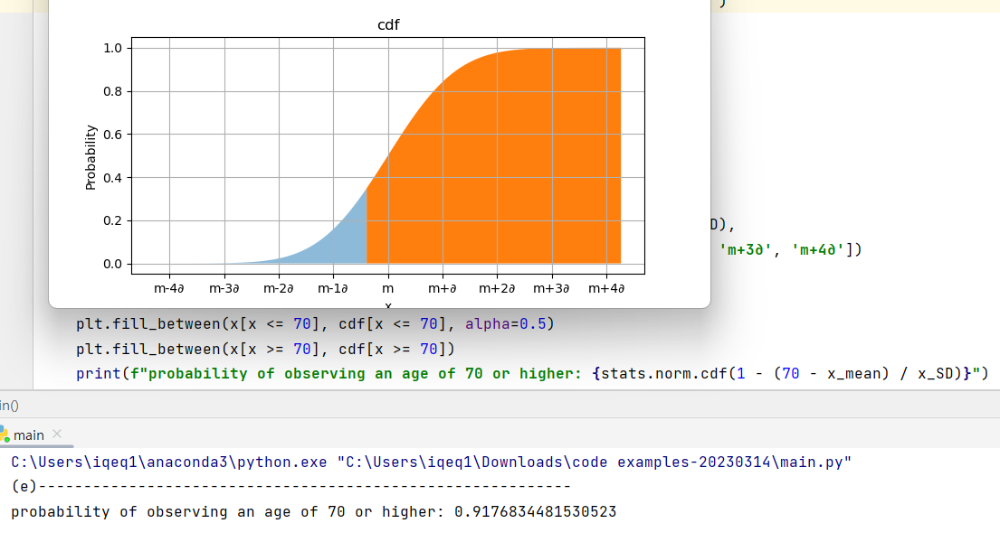 )
cdf
1.0
0.8
0.6
0.4
0.2
0.0
Probability
m-4∂ m-3∂ m-2∂ m-1∂ m m+∂ m+2∂ m+3∂ m+4∂
x
D),
'm+3∂', 'm+4∂'])
plt.fill_between(x[x <= 70], cdf[x <= 70], alpha=0.5)
plt.fill_between(x[x >= 70], cdf[x >= 70])
print(f"probability of observing an age of 70 or higher: {stats.norm.cdf(1 - (70 - x_mean) / x_SD)}")
in()
main ×
C:\Users\iqeq1\anaconda3\python.exe "C:\Users\iqeq1\Downloads\code examples-20230314\main.py"
(e)-----------------------------------------------------------
probability of observing an age of 70 or higher: 0.9176834481530523